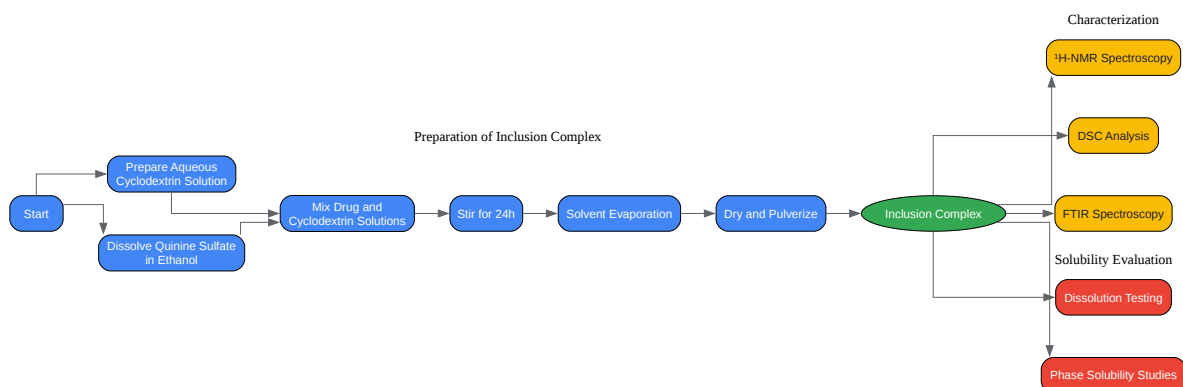 Characterization
¹H-NMR Spectroscopy
DSC Analysis
Preparation of Inclusion Complex
Prepare Aqueous
Cyclodextrin Solution
Start
Dissolve Quinine Sulfate
in Ethanol
Mix Drug and
Cyclodextrin Solutions
Stir for 24h
Solvent Evaporation
Dry and Pulverize
Inclusion Complex
FTIR Spectroscopy
Solubility Evaluation
Dissolution Testing
Phase Solubility Studies